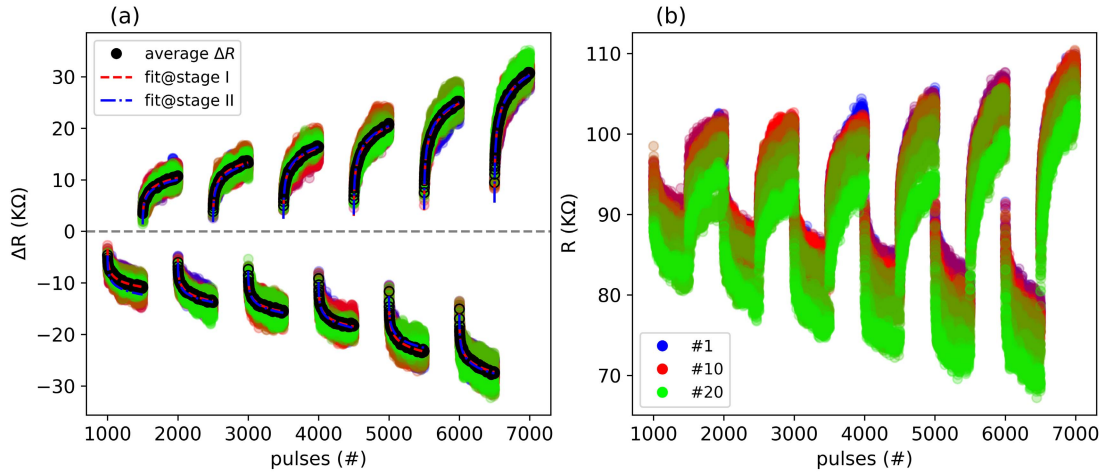 (a)
average ΔR
fit@stage I
fit@stage II
30
20
10
0
−10
−20
−30
ΔR (KΩ)
1000 2000 3000 4000 5000 6000 7000
pulses (#)
(b)
110
100
90
80
70
R (KΩ)
#1
#10
#20
1000 2000 3000 4000 5000 6000 7000
pulses (#)